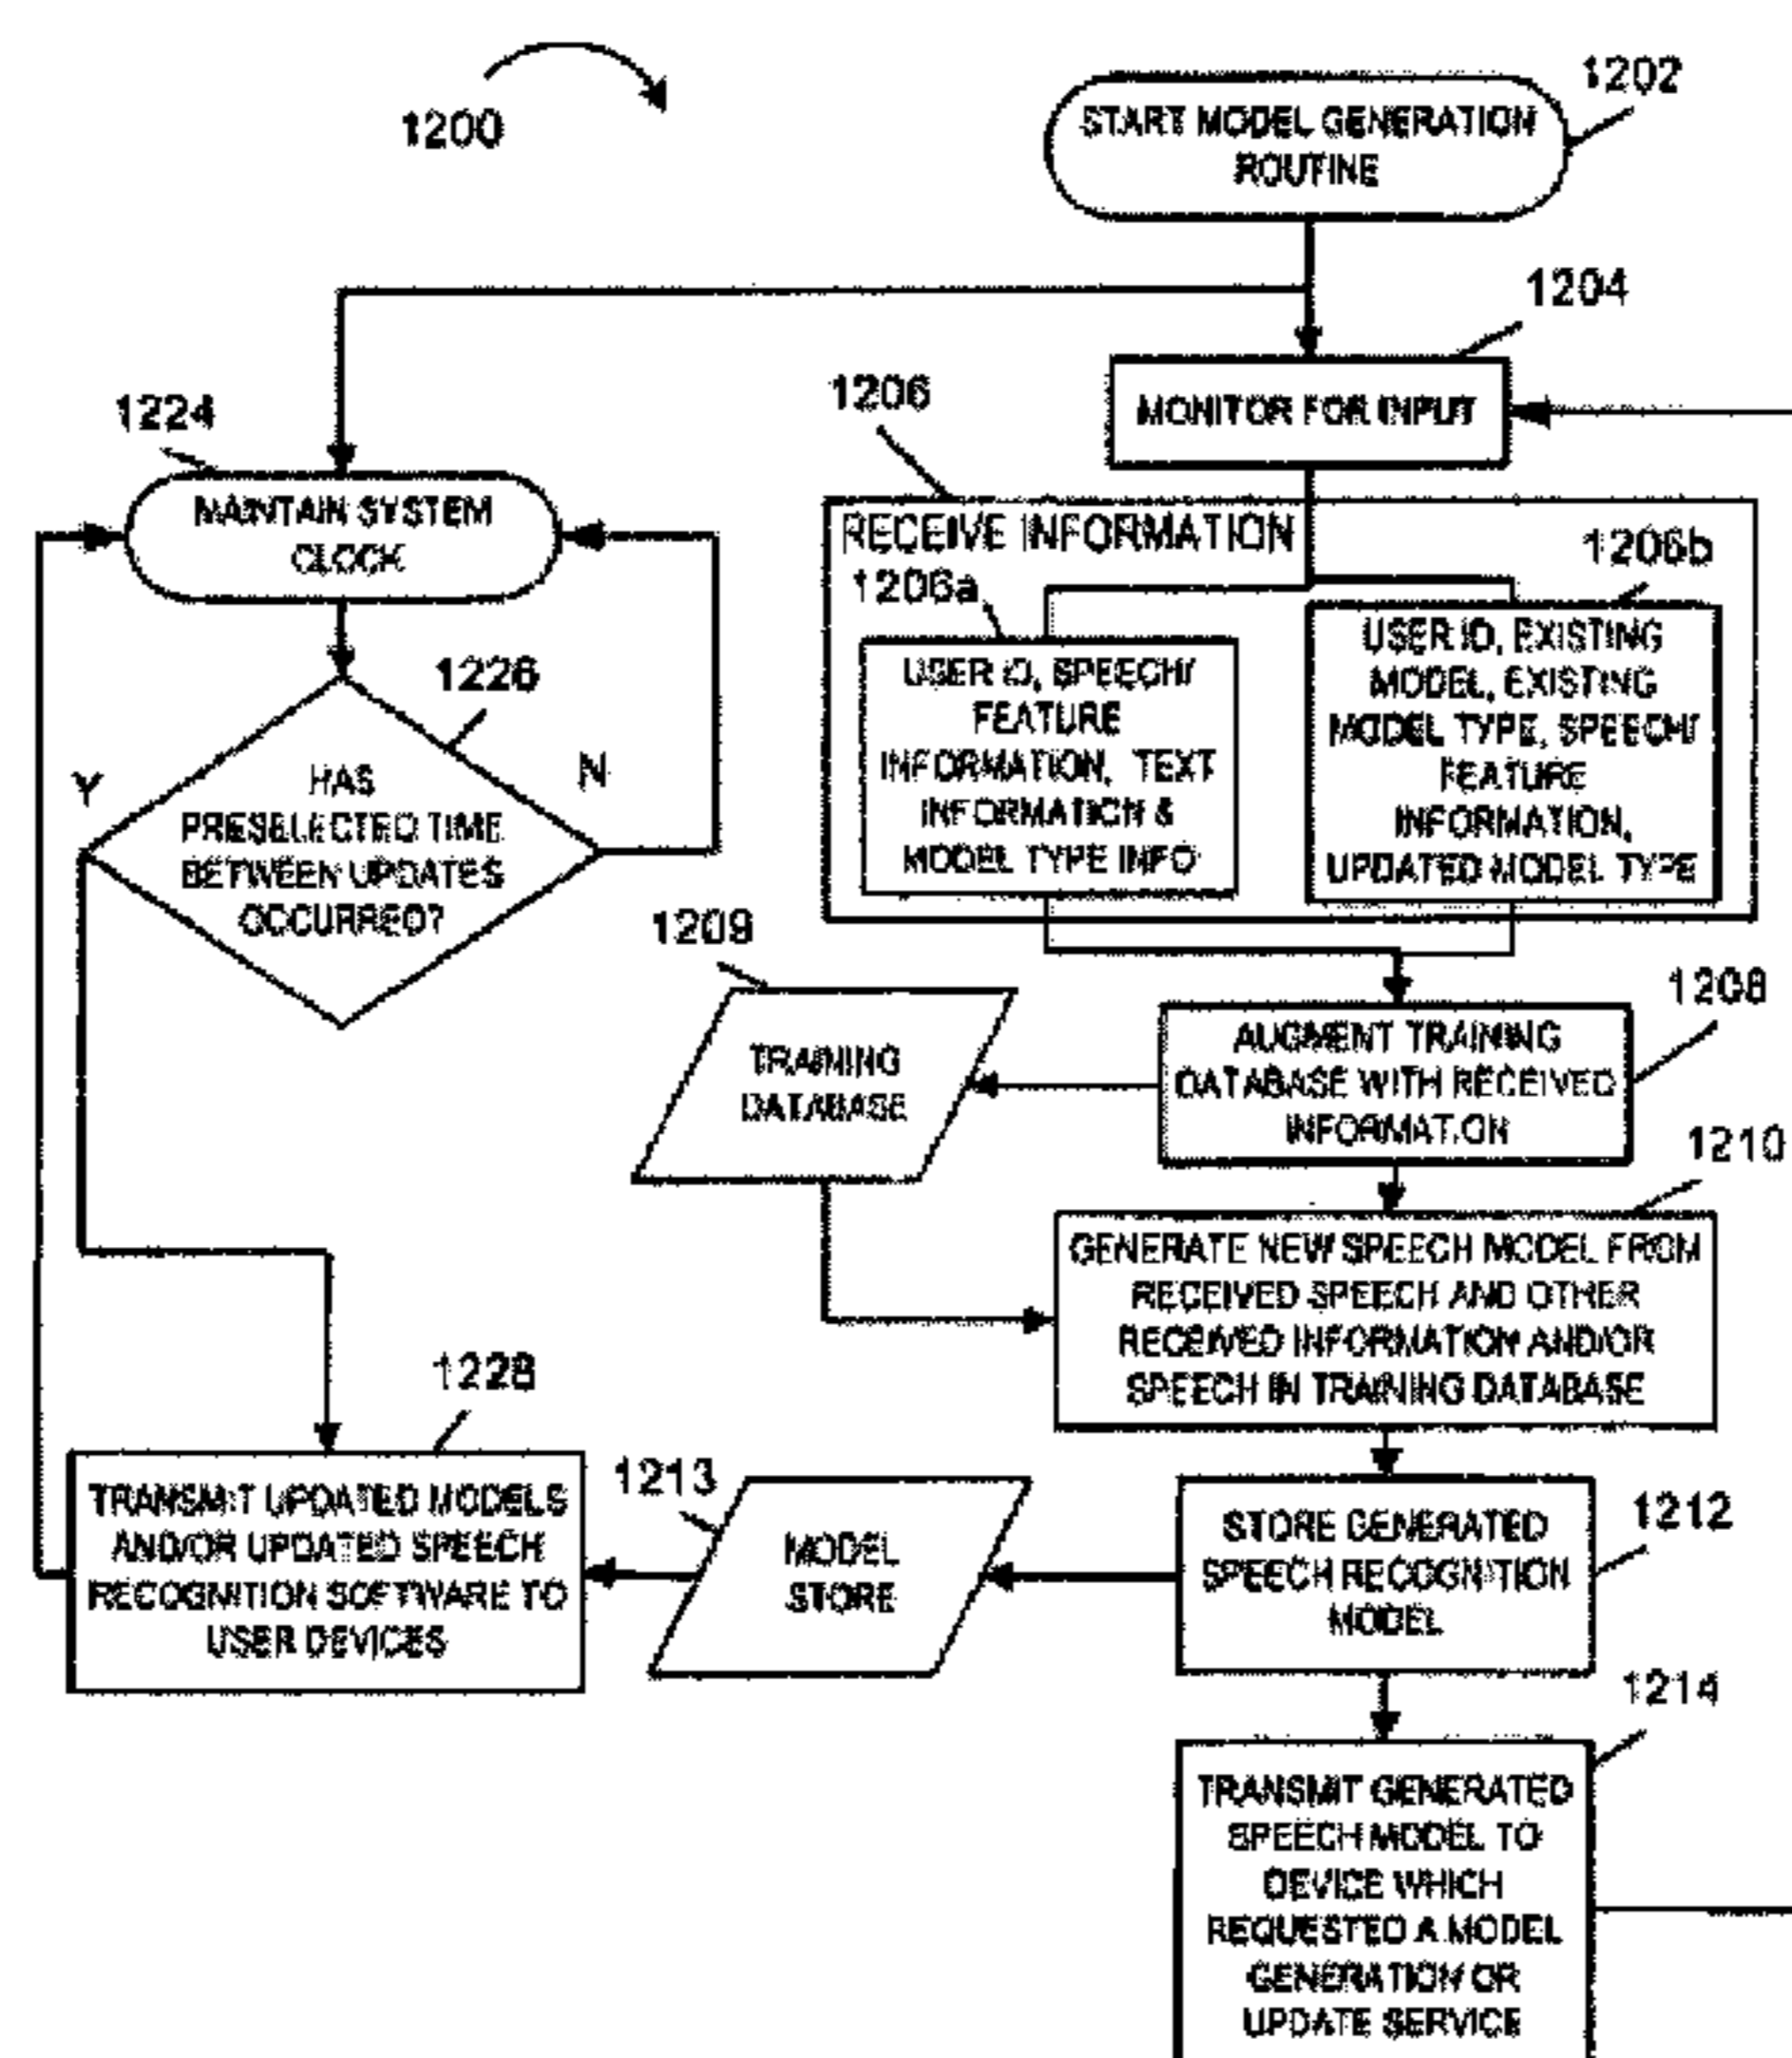 1200
1202
START MODEL GENERATION
ROUTINE
1204
MONITOR FOR INPUT
1206
RECEIVE INFORMATION
1206a
USER ID, SPEECH/
FEATURE
INFORMATION, TEXT
INFORMATION &
MODEL TYPE INFO
1206b
USER ID, EXISTING
MODEL, EXISTING
MODEL TYPE, SPEECH/
FEATURE
INFORMATION,
UPDATED MODEL TYPE
1224
MAINTAIN SYSTEM
CLOCK
1226
HAS
PRESELECTED TIME
BETWEEN UPDATES
OCCURRED?
Y
N
1209
TRAINING
DATABASE
1208
AUGMENT TRAINING
DATABASE WITH RECEIVED
INFORMATION
1210
GENERATE NEW SPEECH MODEL FROM
RECEIVED SPEECH AND OTHER
RECEIVED INFORMATION AND/OR
SPEECH IN TRAINING DATABASE
1228
TRANSMIT UPDATED MODELS
AND/OR UPDATED SPEECH
RECOGNITION SOFTWARE TO
USER DEVICES
1213
MODEL
STORE
1212
STORE GENERATED
SPEECH RECOGNITION
MODEL
1214
TRANSMIT GENERATED
SPEECH MODEL TO
DEVICE WHICH
REQUESTED A MODEL
GENERATION OR
UPDATE SERVICE